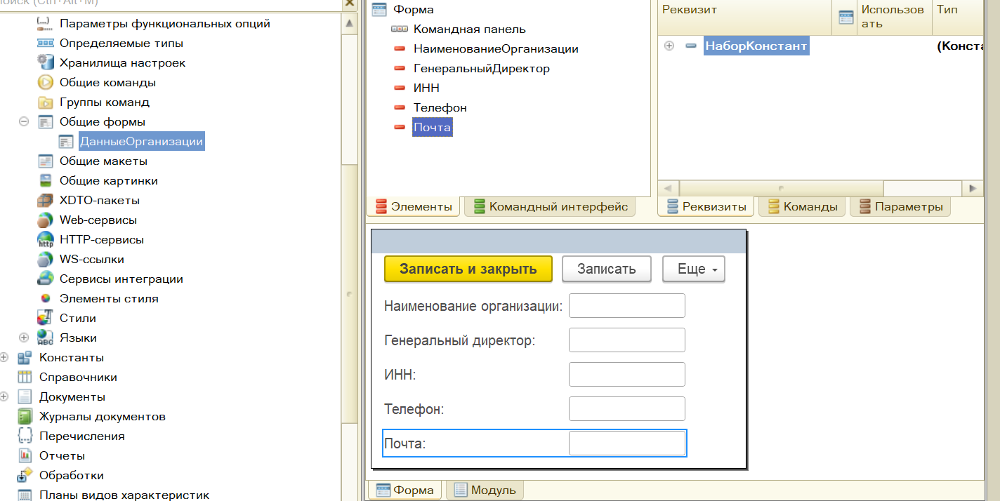 поиск (Ctrl+Alt+M)
Параметры функциональных опций
Определяемые типы
Хранилища настроек
Общие команды
Группы команд
Общие формы
ДанныеОрганизации
Общие макеты
Общие картинки
XDTO-пакеты
Web-сервисы
HTTP-сервисы
WS-ссылки
Сервисы интеграции
Элементы стиля
Стили
Языки
Константы
Справочники
Документы
Журналы документов
Перечисления
Отчеты
Обработки
Планы видов характеристик
Форма
Командная панель
НаименованиеОрганизации
ГенеральныйДиректор
ИНН
Телефон
Почта
Элементы
Командный интерфейс
Реквизит
Использов
ать
Тип
НаборКонстант
(Конста
Реквизиты
Команды
Параметры
Записать и закрыть
Записать
Еще
Наименование организации:
Генеральный директор:
ИНН:
Телефон:
Почта:
Форма
Модуль